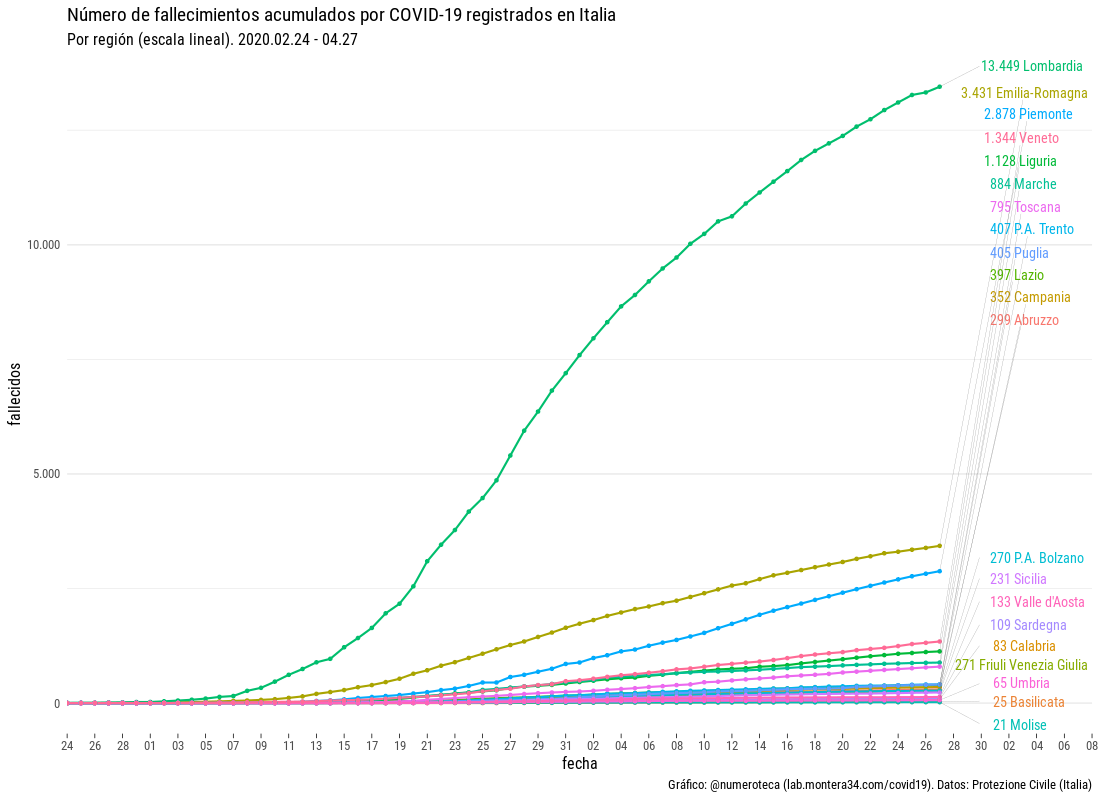 Número de fallecimientos acumulados por COVID-19 registrados en Italia
Por región (escala lineal). 2020.02.24 - 04.27
13.449 Lombardia
3.431 Emilia-Romagna
2.878 Piemonte
1.344 Veneto
1.128 Liguria
884 Marche
795 Toscana
407 P.A. Trento
405 Puglia
397 Lazio
352 Campania
299 Abruzzo
270 P.A. Bolzano
231 Sicilia
133 Valle d'Aosta
109 Sardegna
83 Calabria
271 Friuli Venezia Giulia
65 Umbria
25 Basilicata
21 Molise
10.000
5.000
0
fallecidos
24 26 28 01 03 05 07 09 11 13 15 17 19 21 23 25 27 29 31 02 04 06 08 10 12 14 16 18 20 22 24 26 28 30 02 04 06 08
fecha
Gráfico: @numeroteca (lab.montera34.com/covid19). Datos: Protezione Civile (Italia)